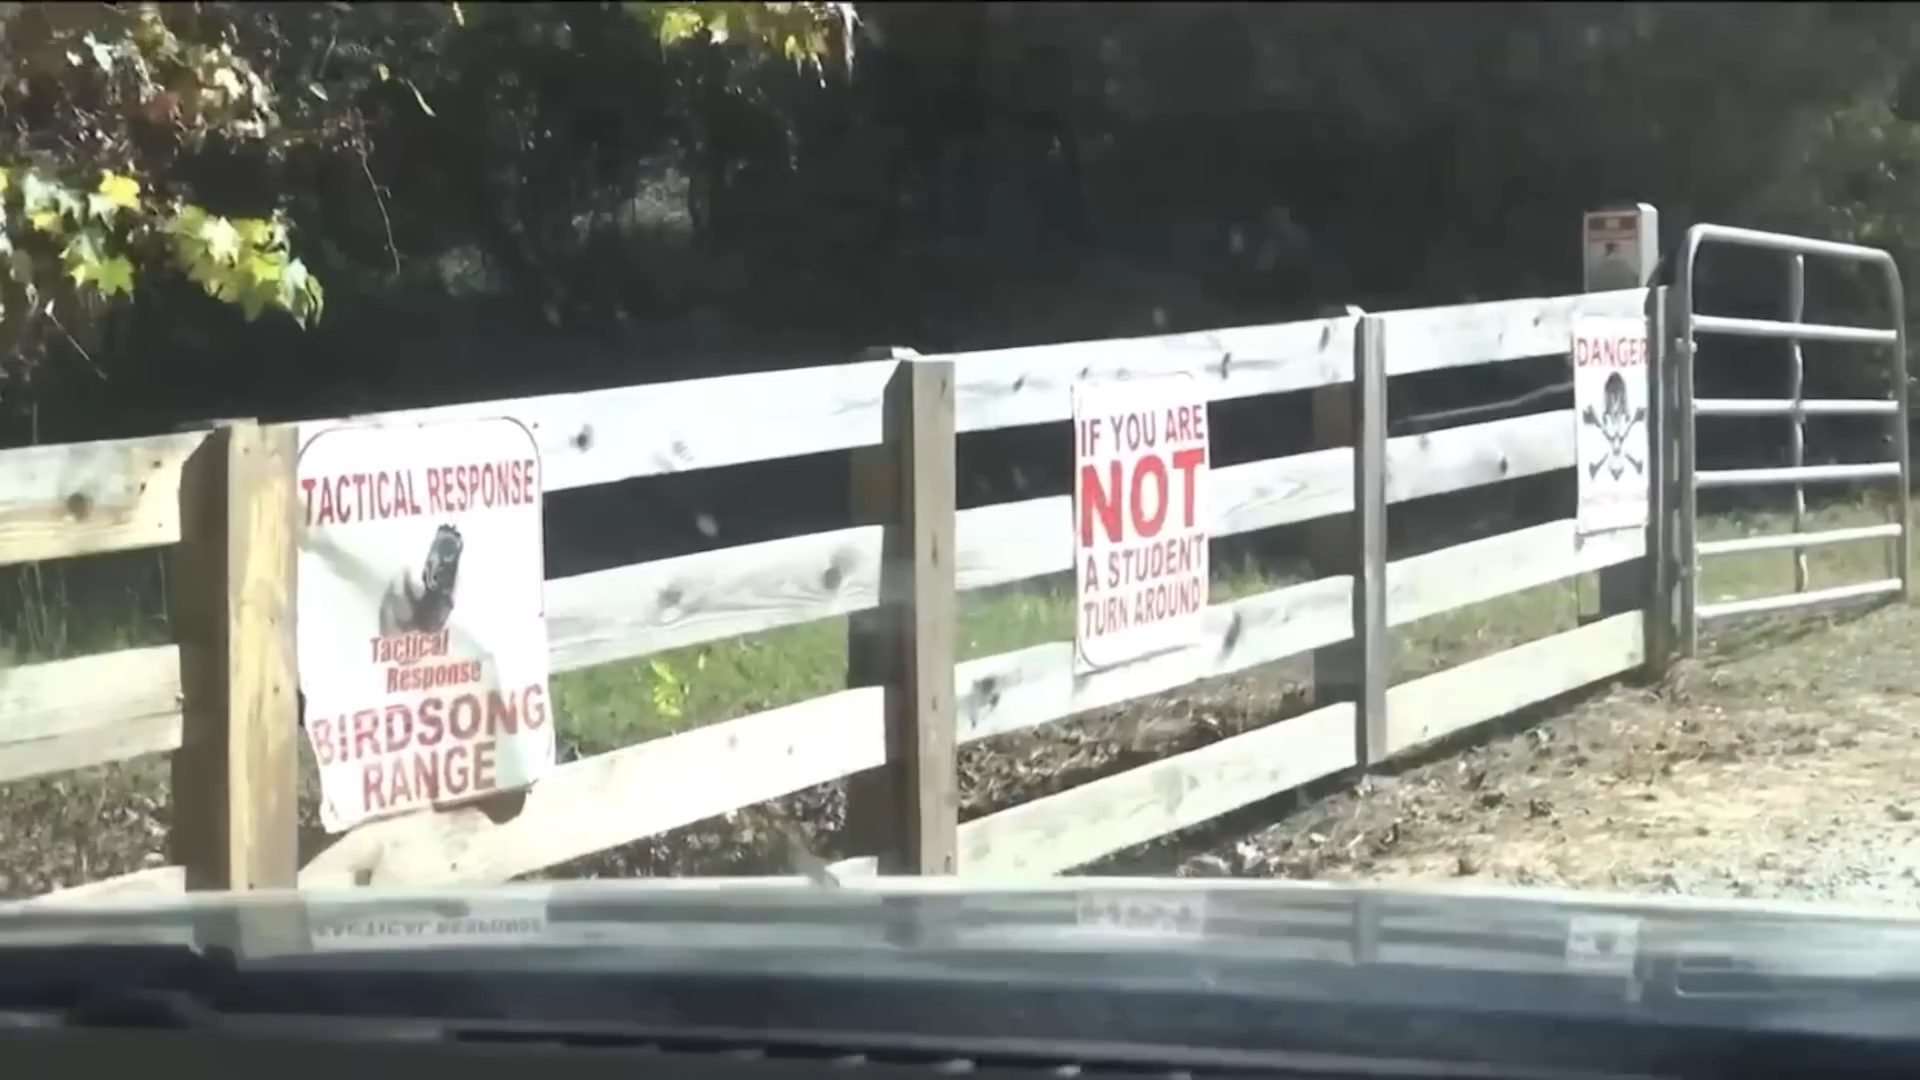 TACTICAL RESPONSE
Tactical
Response
BIRDSONG
RANGE
IF YOU ARE
NOT
A STUDENT
TURN AROUND
DANGER